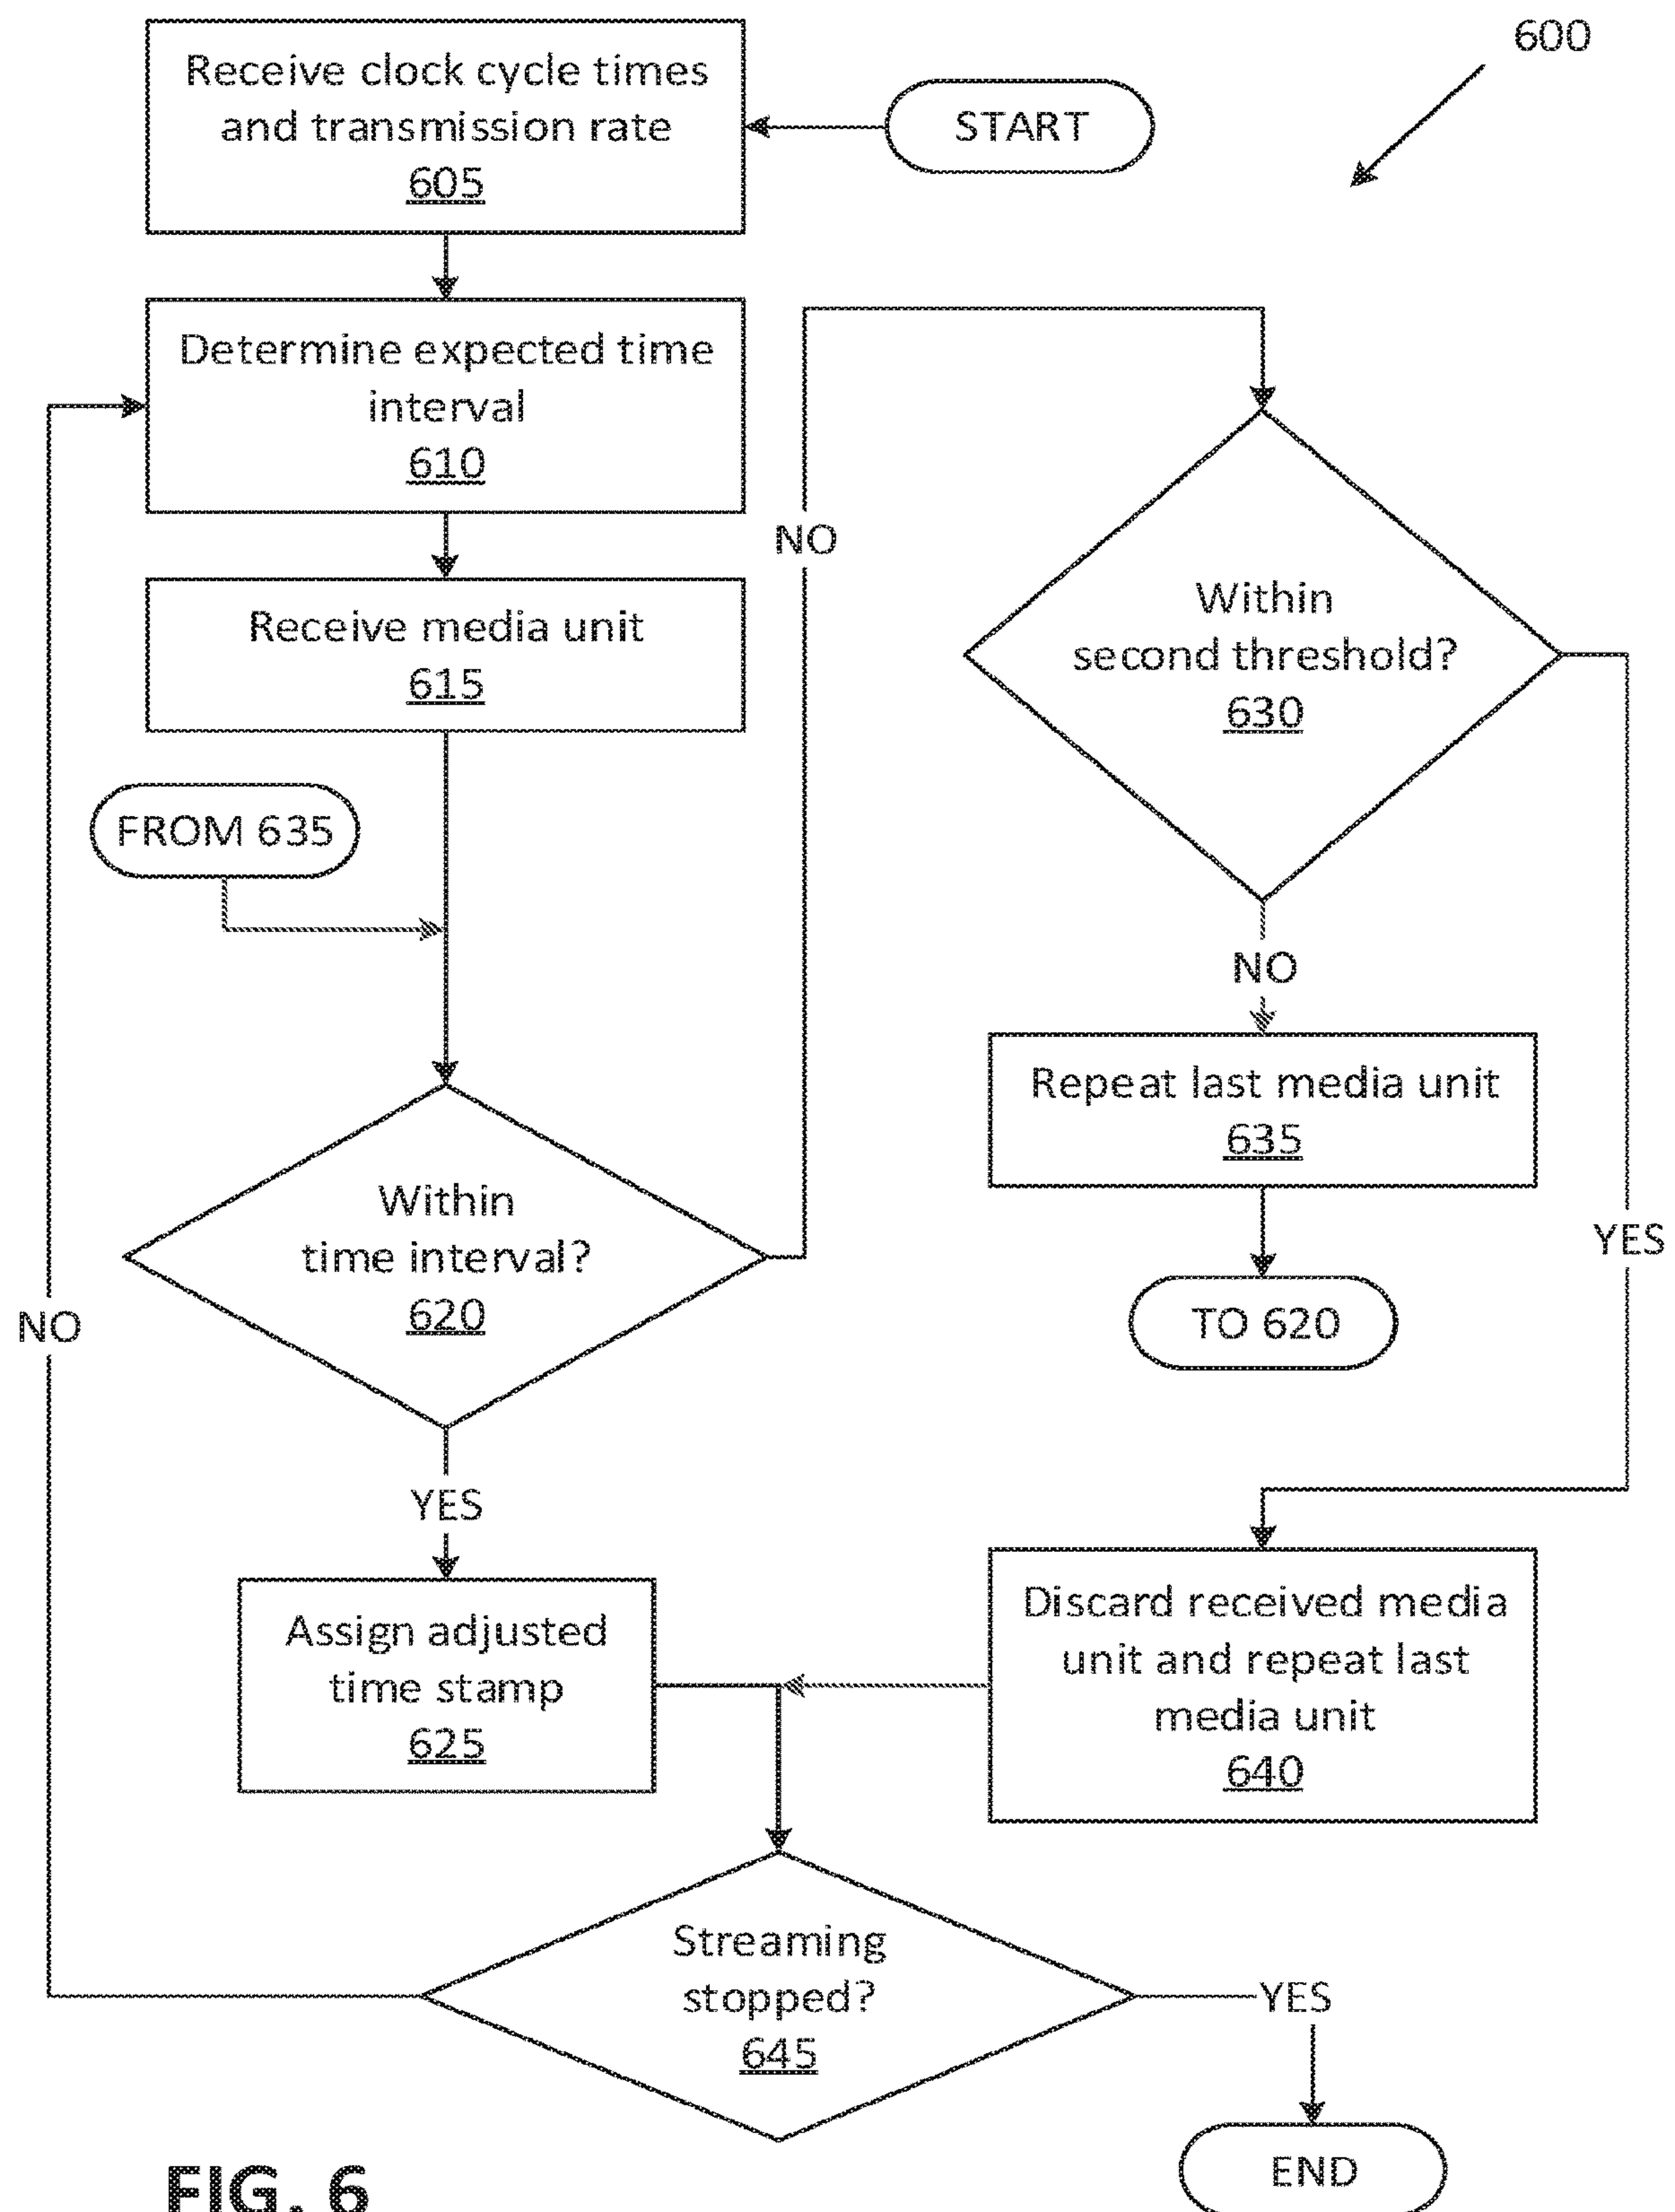 600
START
Receive clock cycle times
and transmission rate
605
Determine expected time
interval
610
Receive media unit
615
FROM 635
Within
time interval?
620
NO
YES
Assign adjusted
time stamp
625
Within
second threshold?
630
NO
Repeat last media unit
635
TO 620
YES
Discard received media
unit and repeat last
media unit
640
Streaming
stopped?
645
NO
YES
END
FIG. 6